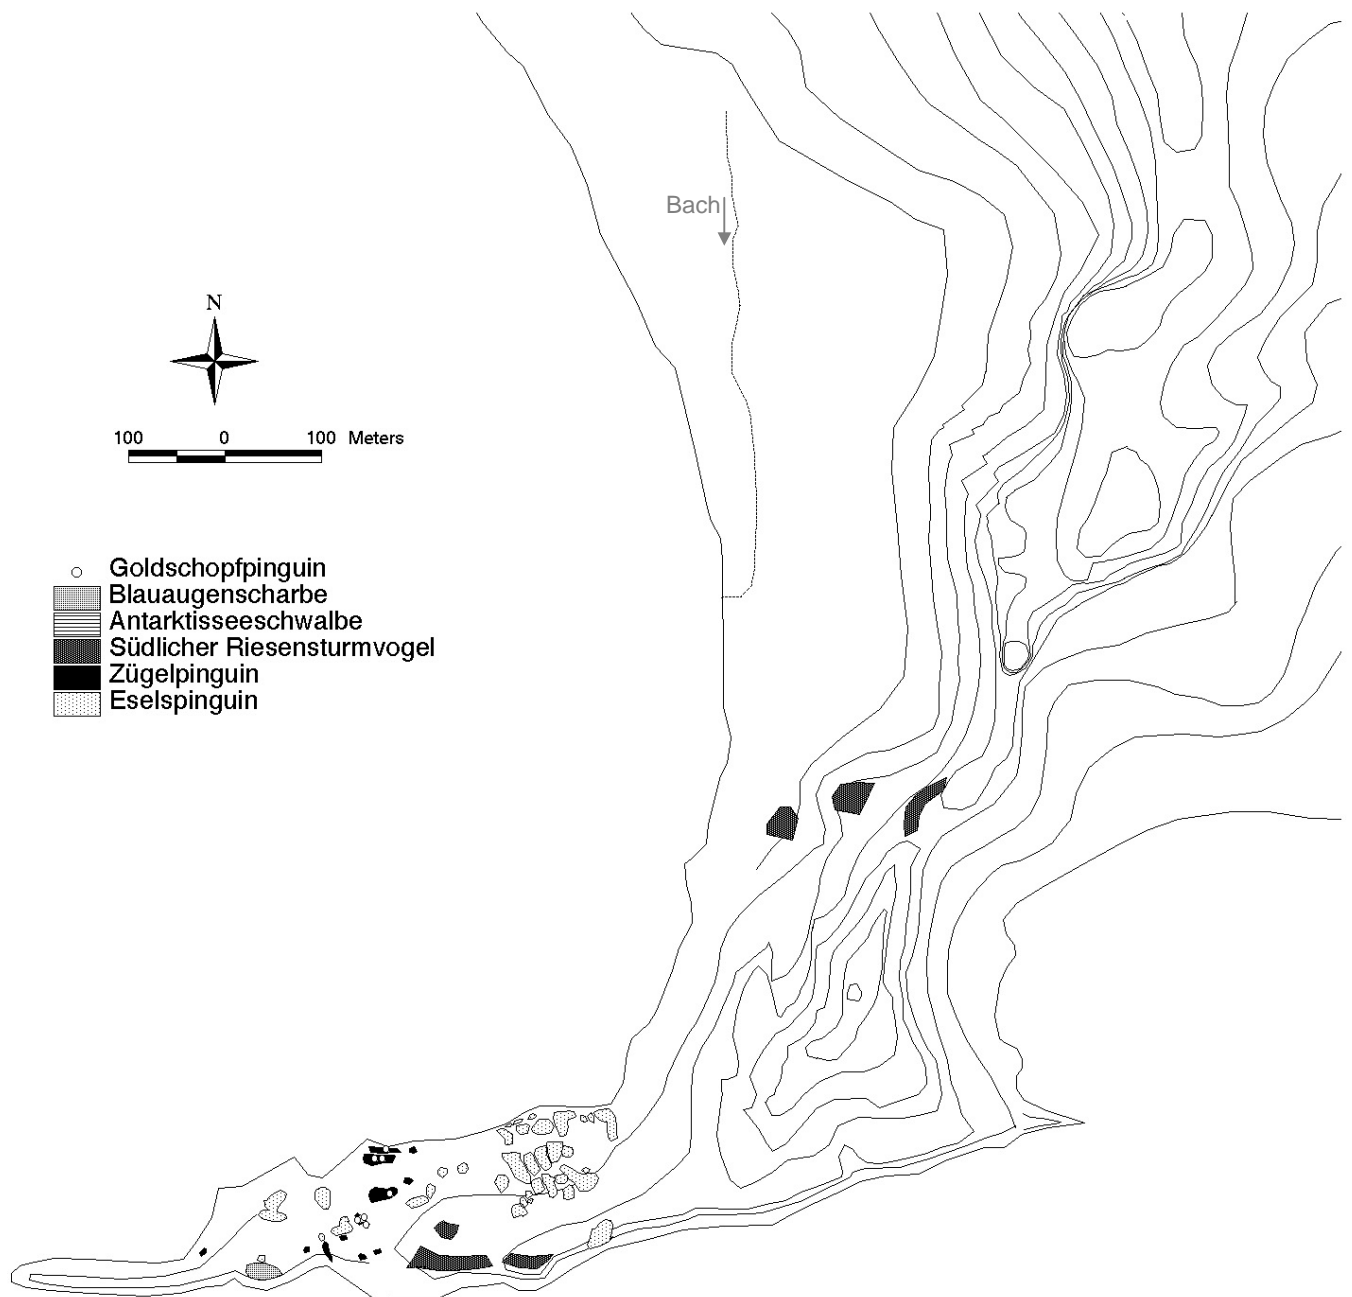 Bach
N
100 0 100 Meters
Goldschopfpinguin
Blauaugenscharbe
Antarktisseeschwalbe
Südlicher Riesensturmvogel
Zügelpinguin
Eselspinguin